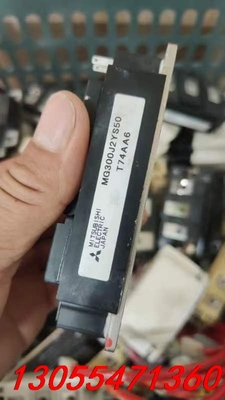 MG300J2YS50
T74AA6
MITSUBISHI
ELECTRIC
JAPAN
13055471360